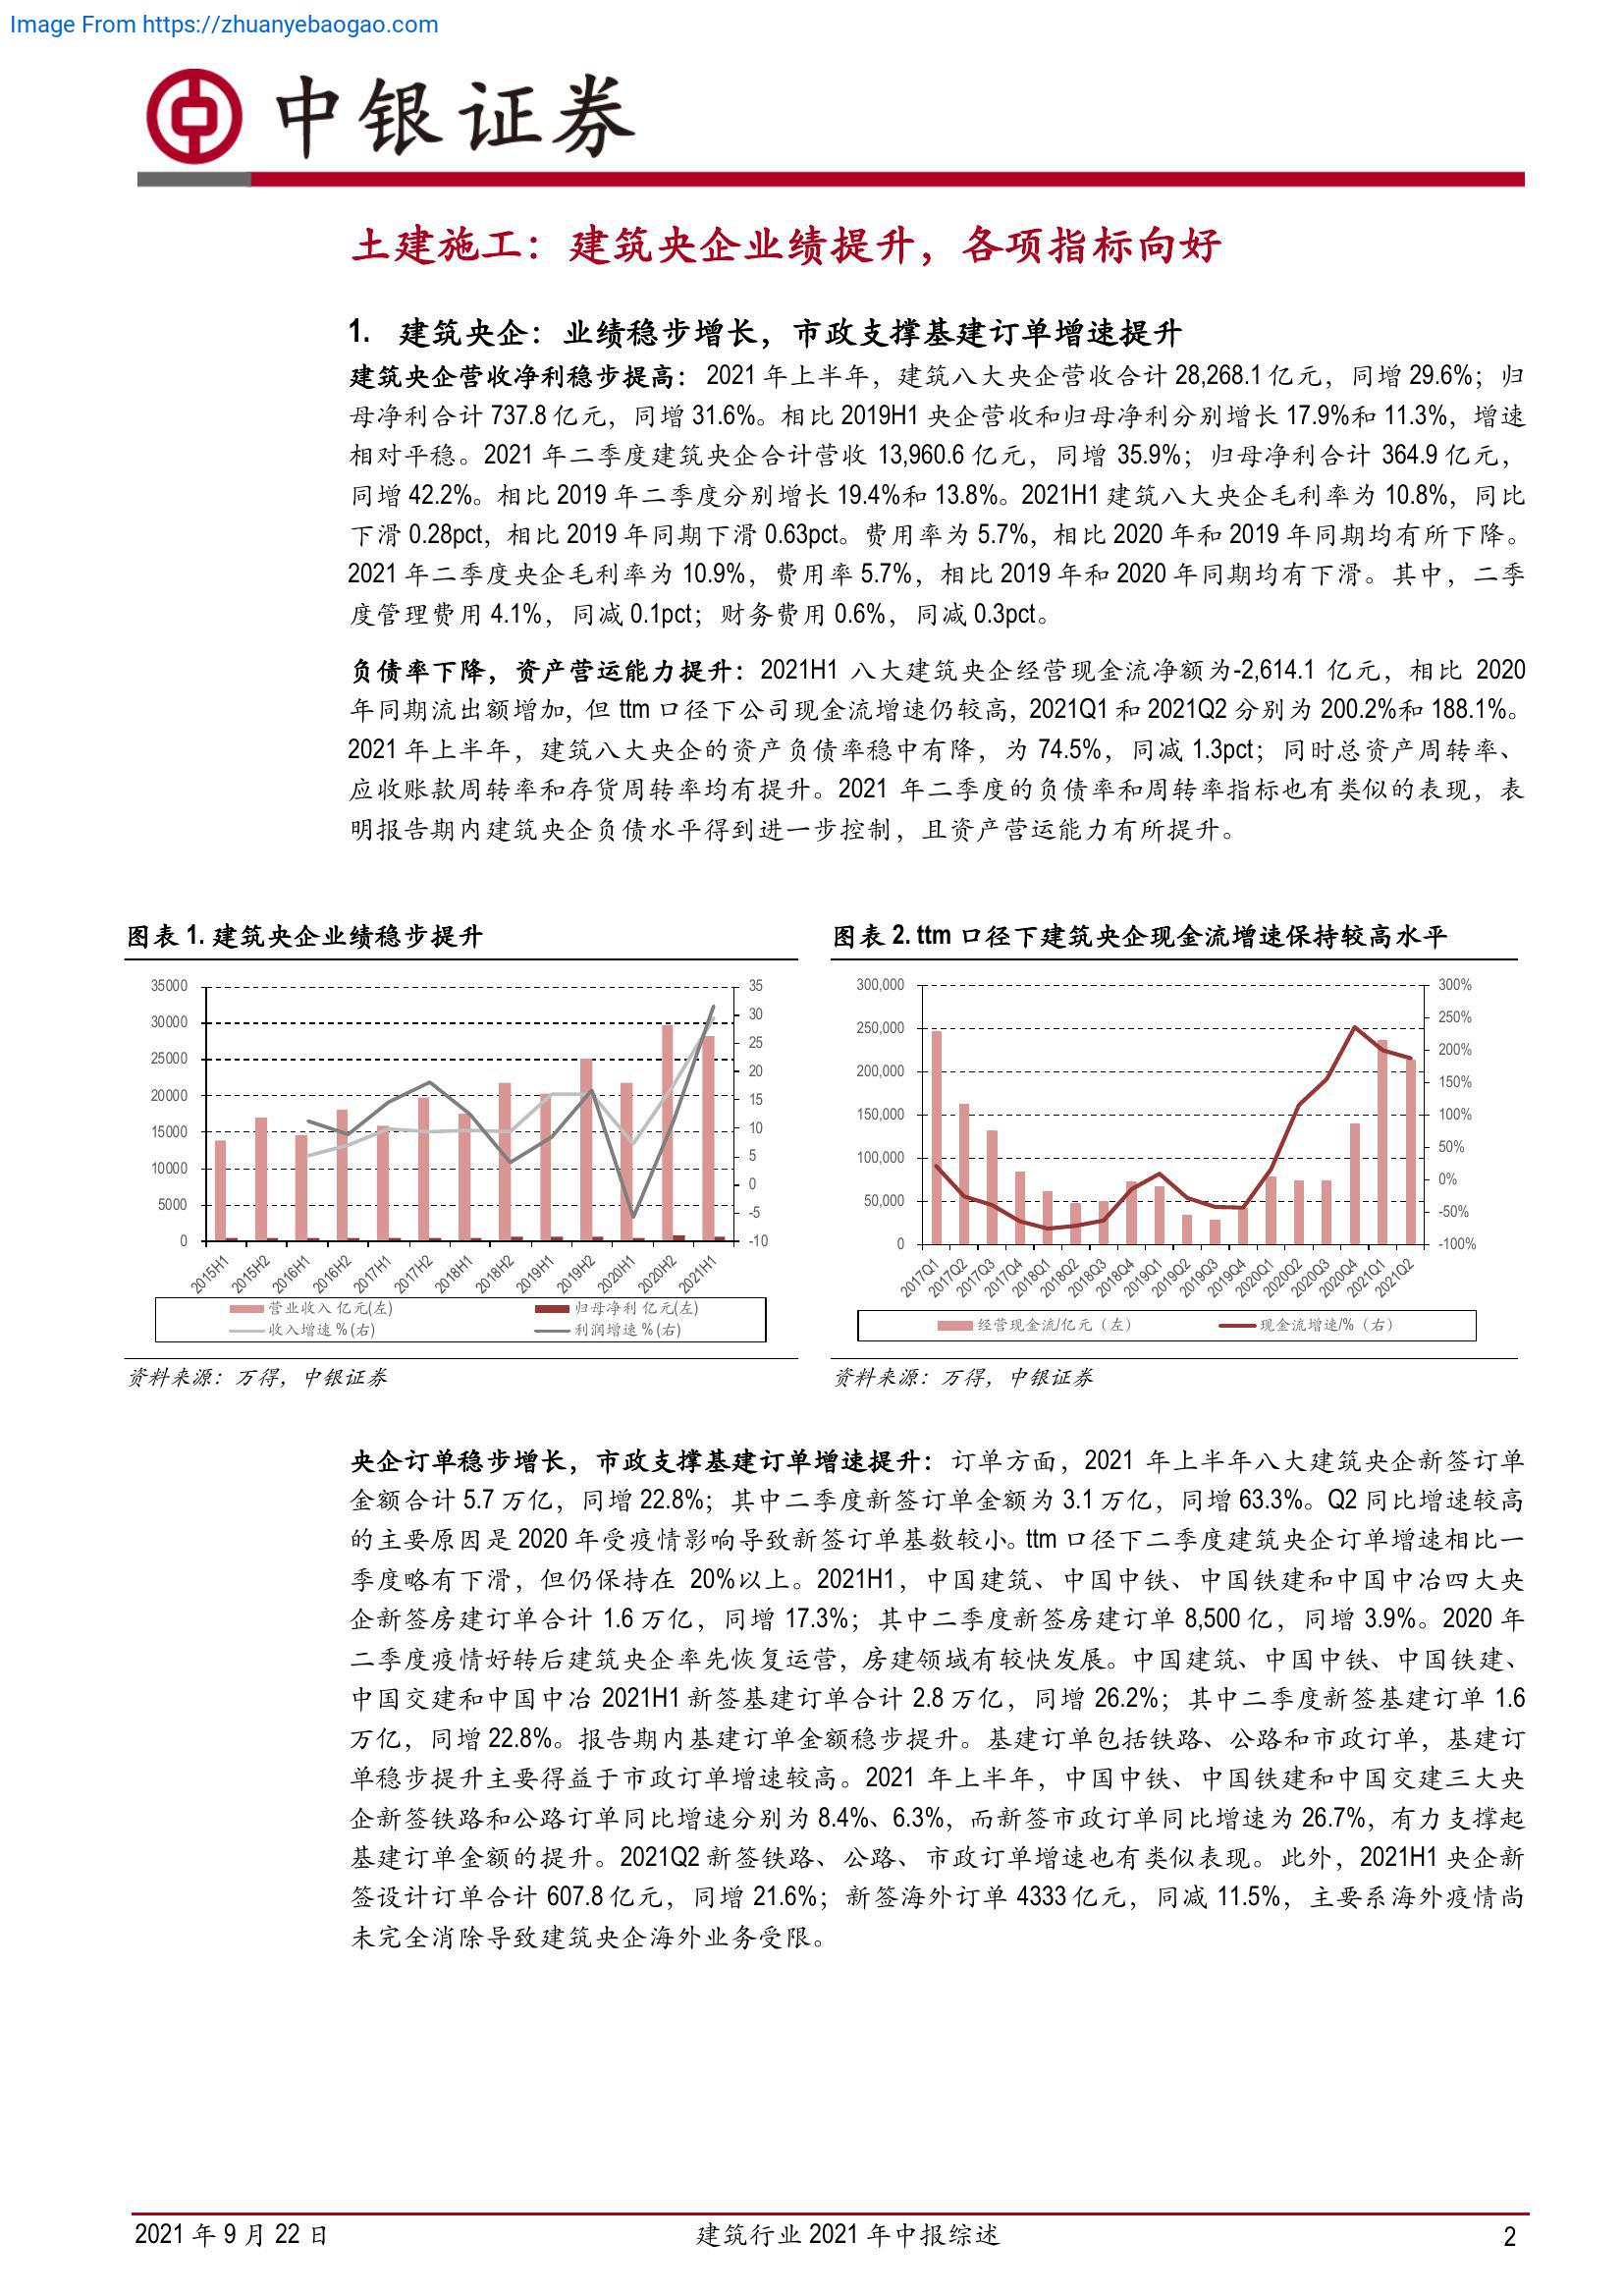 Image From https://zhuanyebaogao.com
中银证券
土建施工：建筑央企业绩提升，各项指标向好
1. 建筑央企：业绩稳步增长，市政支撑基建订单增速提升
建筑央企营收净利稳步提高：2021 年上半年，建筑八大央企营收合计 28,268.1 亿元，同增 29.6%；归
母净利合计 737.8 亿元，同增 31.6%。相比 2019H1 央企营收和归母净利分别增长 17.9%和 11.3%，增速
相对平稳。2021 年二季度建筑央企合计营收 13,960.6 亿元，同增 35.9%；归母净利合计 364.9 亿元，
同增 42.2%。相比 2019 年二季度分别增长 19.4%和 13.8%。2021H1 建筑八大央企毛利率为 10.8%，同比
下滑 0.28pct，相比 2019 年同期下滑 0.63pct。费用率为 5.7%，相比 2020 年和 2019 年同期均有所下降。
2021 年二季度央企毛利率为 10.9%，费用率 5.7%，相比 2019 年和 2020 年同期均有下滑。其中，二季
度管理费用 4.1%，同减 0.1pct；财务费用 0.6%，同减 0.3pct。
负债率下降，资产营运能力提升：2021H1 八大建筑央企经营现金流净额为-2,614.1 亿元，相比 2020
年同期流出额增加，但 ttm 口径下公司现金流增速仍较高，2021Q1 和 2021Q2 分别为 200.2%和 188.1%。
2021 年上半年，建筑八大央企的资产负债率稳中有降，为 74.5%，同减 1.3pct；同时总资产周转率、
应收账款周转率和存货周转率均有提升。2021 年二季度的负债率和周转率指标也有类似的表现，表
明报告期内建筑央企负债水平得到进一步控制，且资产营运能力有所提升。
图表 1. 建筑央企业绩稳步提升
35000
30000
25000
20000
15000
10000
5000
0
35
30
25
20
15
10
5
0
-5
-10
2015H1
2015H2
2016H1
2016H2
2017H1
2017H2
2018H1
2018H2
2019H1
2019H2
2020H1
2020H2
2021H1
营业收入 亿元(左)
归母净利 亿元(左)
收入增速 %(右)
利润增速 %(右)
资料来源：万得，中银证券
图表 2. ttm 口径下建筑央企现金流增速保持较高水平
300,000
250,000
200,000
150,000
100,000
50,000
0
300%
250%
200%
150%
100%
50%
0%
-50%
-100%
2017Q1
2017Q2
2017Q3
2017Q4
2018Q1
2018Q2
2018Q3
2018Q4
2019Q1
2019Q2
2019Q3
2019Q4
2020Q1
2020Q2
2020Q3
2020Q4
2021Q1
2021Q2
经营现金流/亿元（左）
现金流增速/%（右）
资料来源：万得，中银证券
央企订单稳步增长，市政支撑基建订单增速提升：订单方面，2021 年上半年八大建筑央企新签订单
金额合计 5.7 万亿，同增 22.8%；其中二季度新签订单金额为 3.1 万亿，同增 63.3%。Q2 同比增速较高
的主要原因是 2020 年受疫情影响导致新签订单基数较小。ttm 口径下二季度建筑央企订单增速相比一
季度略有下滑，但仍保持在 20%以上。2021H1，中国建筑、中国中铁、中国铁建和中国中冶四大央
企新签房建订单合计 1.6 万亿，同增 17.3%；其中二季度新签房建订单 8,500 亿，同增 3.9%。2020 年
二季度疫情好转后建筑央企率先恢复运营，房建领域有较快发展。中国建筑、中国中铁、中国铁建、
中国交建和中国中冶 2021H1 新签基建订单合计 2.8 万亿，同增 26.2%；其中二季度新签基建订单 1.6
万亿，同增 22.8%。报告期内基建订单金额稳步提升。基建订单包括铁路、公路和市政订单，基建订
单稳步提升主要得益于市政订单增速较高。2021 年上半年，中国中铁、中国铁建和中国交建三大央
企新签铁路和公路订单同比增速分别为 8.4%、6.3%，而新签市政订单同比增速为 26.7%，有力支撑起
基建订单金额的提升。2021Q2 新签铁路、公路、市政订单增速也有类似表现。此外，2021H1 央企新
签设计订单合计 607.8 亿元，同增 21.6%；新签海外订单 4333 亿元，同减 11.5%，主要系海外疫情尚
未完全消除导致建筑央企海外业务受限。
2021 年 9 月 22 日
建筑行业 2021 年中报综述
2